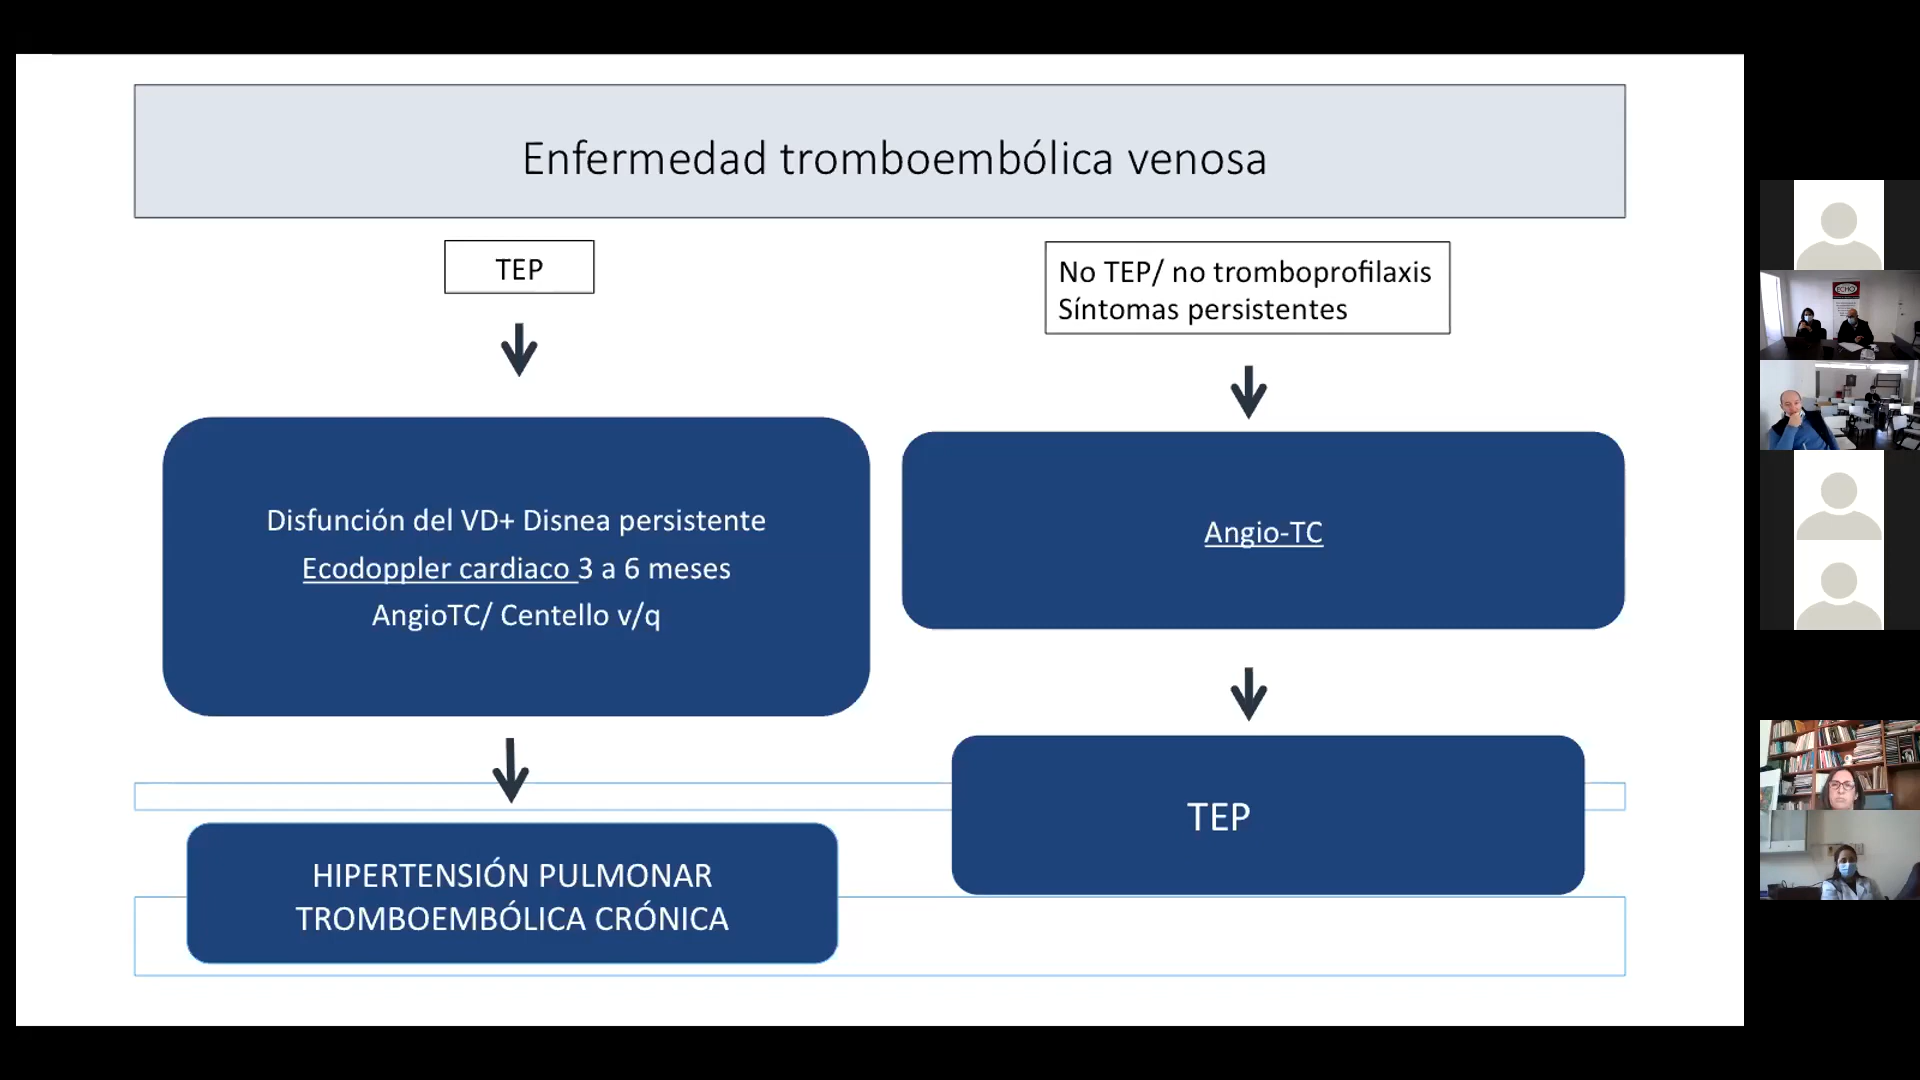 Enfermedad tromboembólica venosa
TEP
Disfunción del VD+ Disnea persistente
Ecodoppler cardiaco 3 a 6 meses
AngioTC/ Centello v/q
HIPERTENSIÓN PULMONAR
TROMBOEMBÓLICA CRÓNICA
No TEP/ no tromboprofilaxis
Síntomas persistentes
Angio-TC
TEP
ECHO